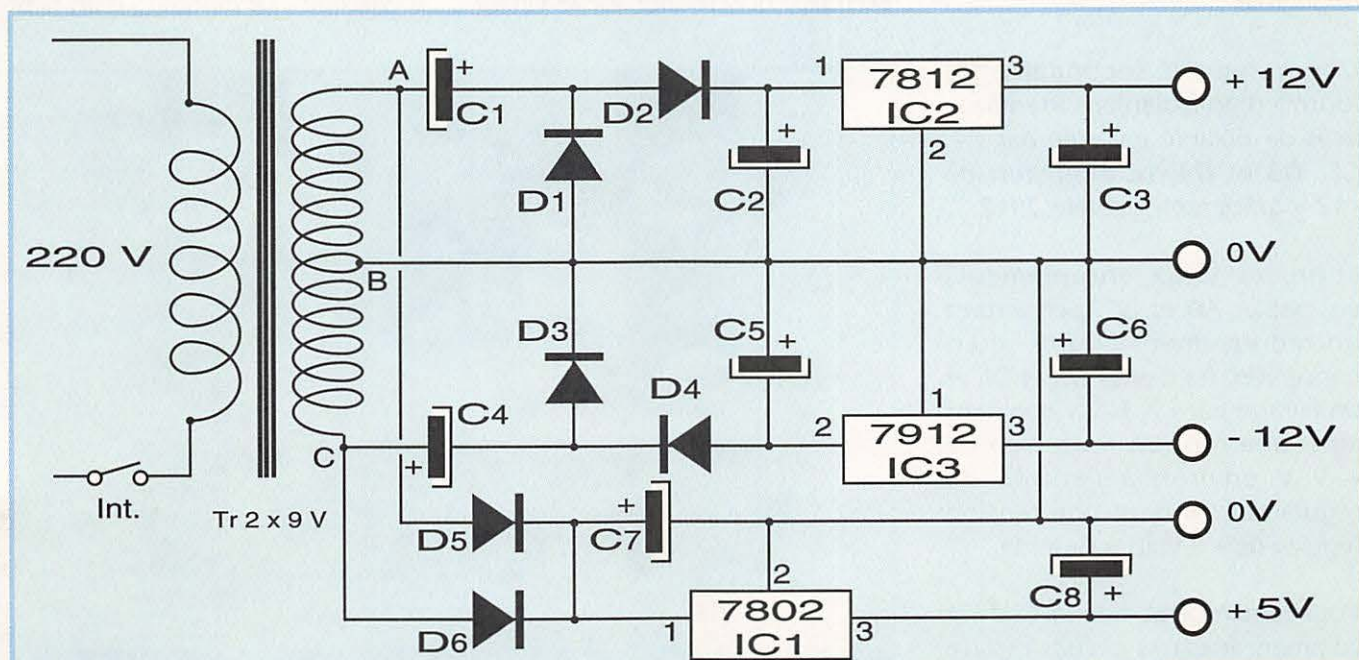 A
+
C1
D2
1
7812
IC2
3
2
+ 12V
D1
+
C2
+
C3
220 V
B
0V
D3
C5
+
C6
+
D4
C4
+
C
2
7912
IC3
1
3
- 12V
Int.
Tr 2 x 9 V
D5
C7
+
0V
2
D6
1
7802
IC1
3
C8
+
+ 5V